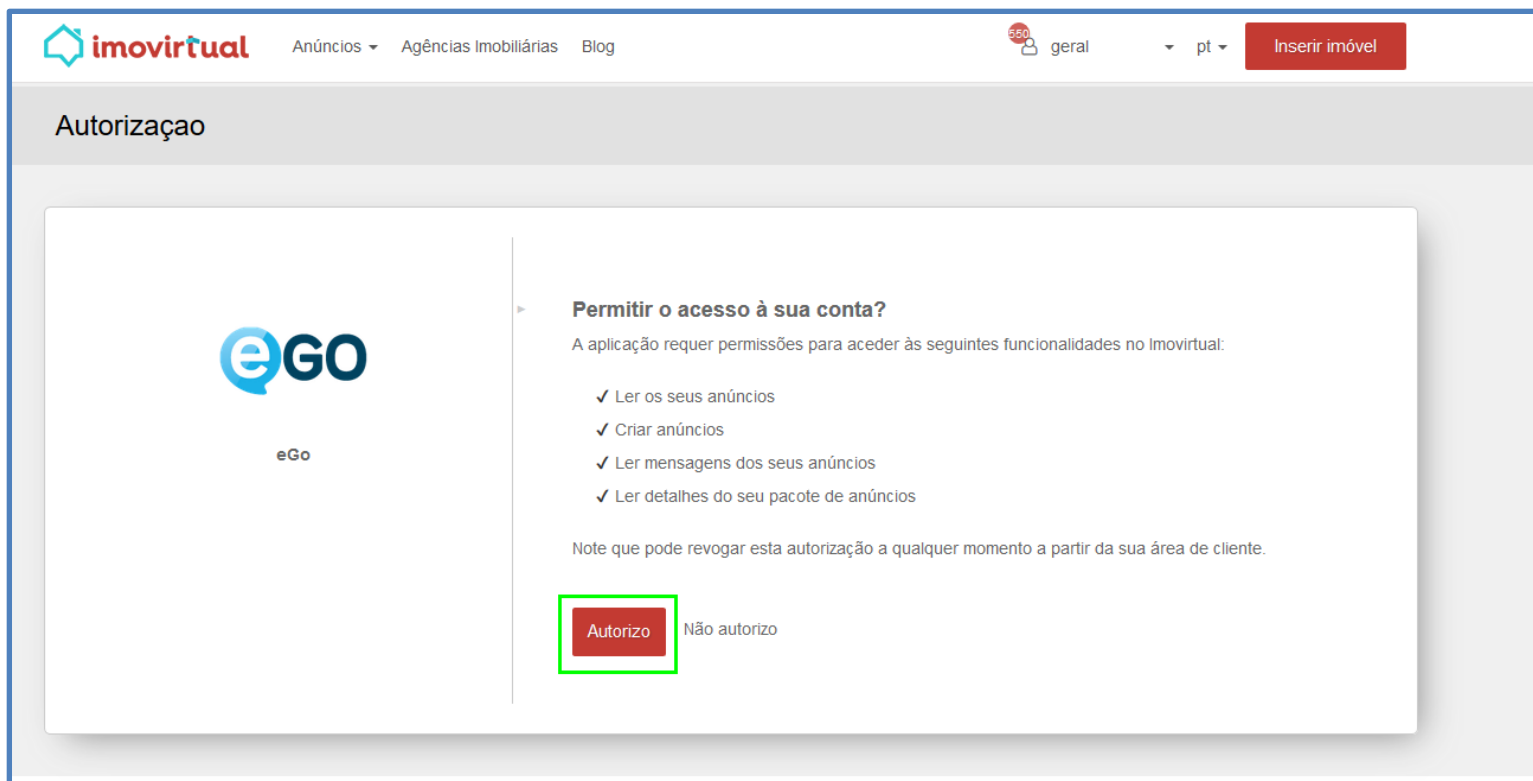 imovirtual Anúncios Agências Imobiliárias Blog 550 geral pt Inserir imóvel
Autorizaçao
Permitir o acesso à sua conta?
A aplicação requer permissões para aceder às seguintes funcionalidades no Imovirtual:
eGO
✓ Ler os seus anúncios
✓ Criar anúncios
eGo
✓ Ler mensagens dos seus anúncios
✓ Ler detalhes do seu pacote de anúncios
Note que pode revogar esta autorização a qualquer momento a partir da sua área de cliente.
Autorizo Não autorizo